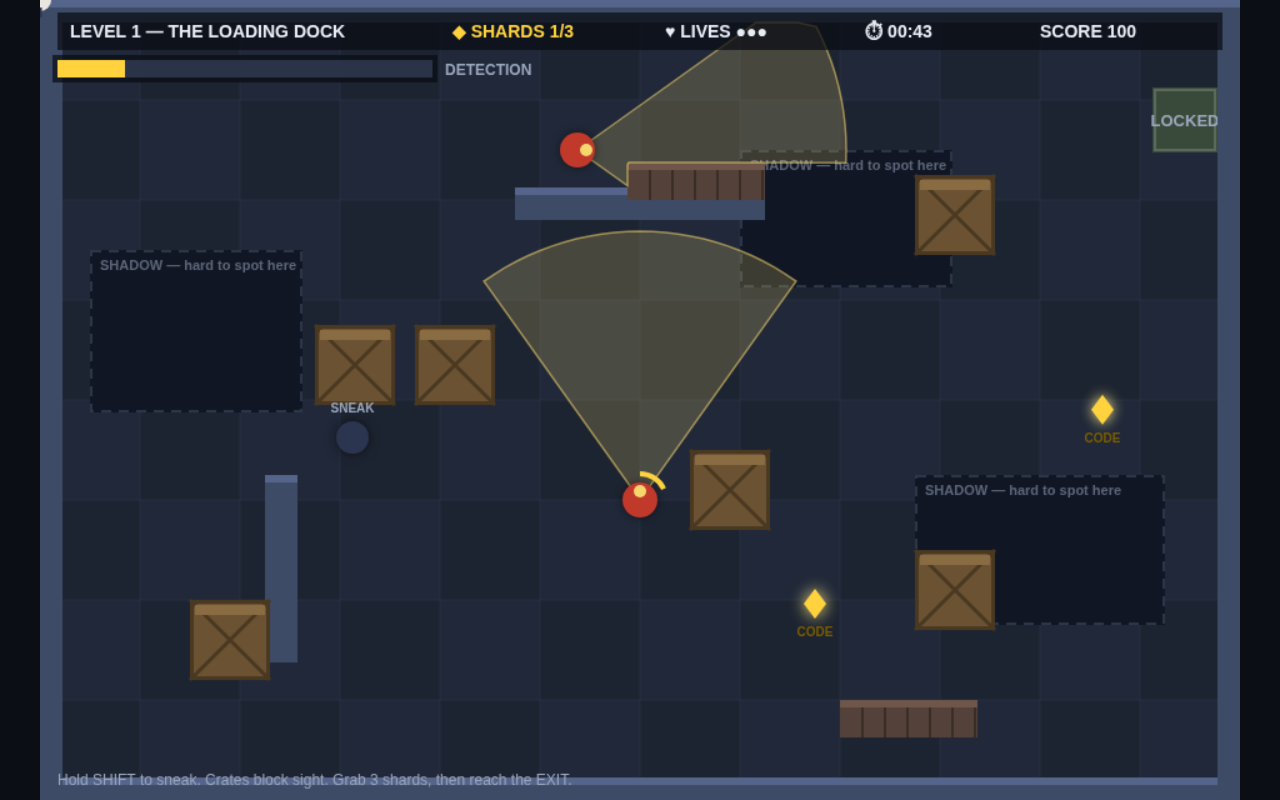 LEVEL 1 — THE LOADING DOCK
◆ SHARDS 1/3
♥ LIVES ●●●
⏱ 00:43
SCORE 100
DETECTION
LOCKED
SHADOW — hard to spot here
SHADOW — hard to spot here
SNEAK
CODE
SHADOW — hard to spot here
CODE
Hold SHIFT to sneak. Crates block sight. Grab 3 shards, then reach the EXIT.